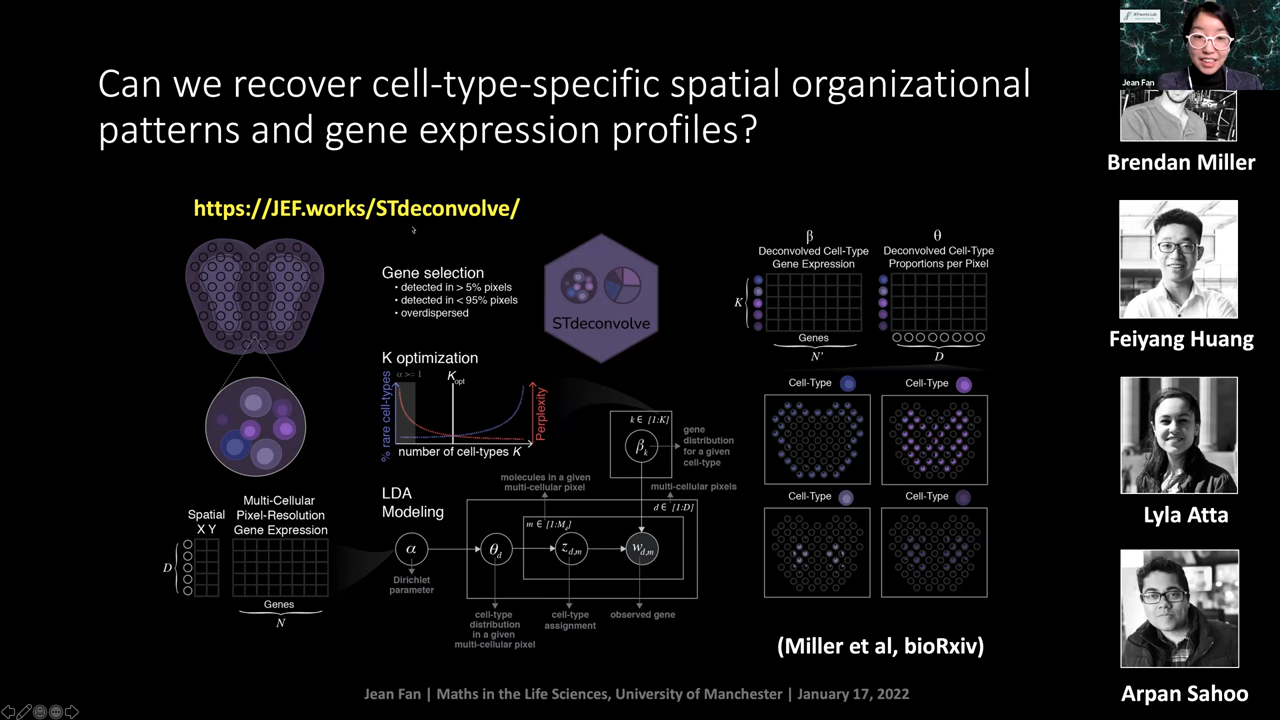 Can we recover cell-type-specific spatial organizational
patterns and gene expression profiles?
https://JEF.works/STdeconvolve/
Gene selection
• detected in > 5% pixels
• detected in < 95% pixels
• overdispersed
STdeconvolve
K optimization
α >= 1
K opt
% rare cell-types
Perplexity
number of cell-types K
LDA
Modeling
Spatial
X Y
Multi-Cellular
Pixel-Resolution
Gene Expression
D
Genes
N
α
Dirichlet
parameter
θd
cell-type
distribution
in a given
multi-cellular pixel
molecules in a given
multi-cellular pixel
m ∈ [1:Md]
zd,m
cell-type
assignment
wd,m
observed gene
k ∈ [1:K]
βk
gene
distribution
for a given
cell-type
multi-cellular pixels
d ∈ [1:D]
β
Deconvolved Cell-Type
Gene Expression
K
Genes
N'
θ
Deconvolved Cell-Type
Proportions per Pixel
D
Cell-Type
Cell-Type
Cell-Type
Cell-Type
(Miller et al, bioRxiv)
Jean Fan | Maths in the Life Sciences, University of Manchester | January 17, 2022
JEFworks Lab
Jean Fan
Brendan Miller
Feiyang Huang
Lyla Atta
Arpan Sahoo